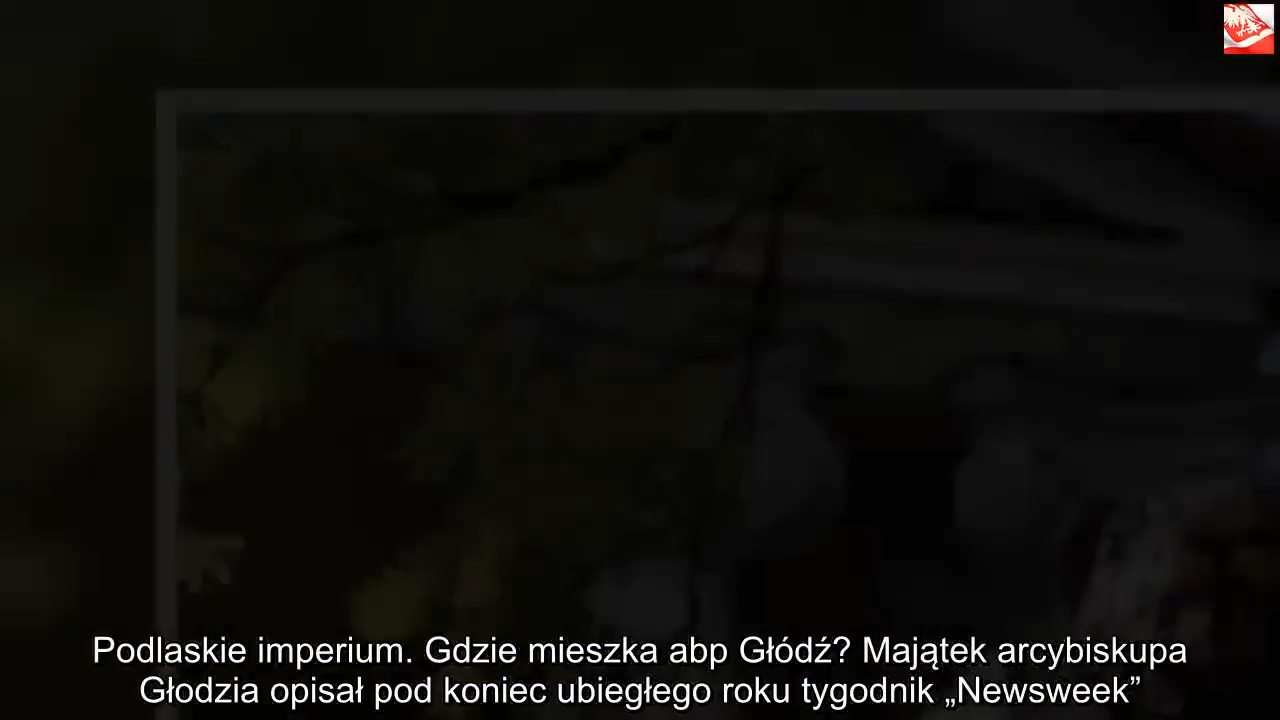 Podlaskie imperium. Gdzie mieszka abp Głódź? Majątek arcybiskupa
Głodzia opisał pod koniec ubiegłego roku tygodnik „Newsweek”